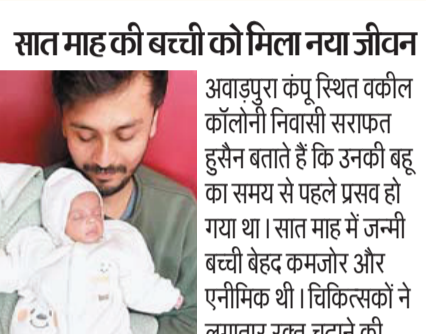 सात माह की बच्ची को मिला नया जीवन
अवाड़पुरा कंपू स्थित वकील
कॉलोनी निवासी सराफत
हुसैन बताते हैं कि उनकी बहू
का समय से पहले प्रसव हो
गया था। सात माह में जन्मी
बच्ची बेहद कमजोर और
एनीमिक थी। चिकित्सकों ने